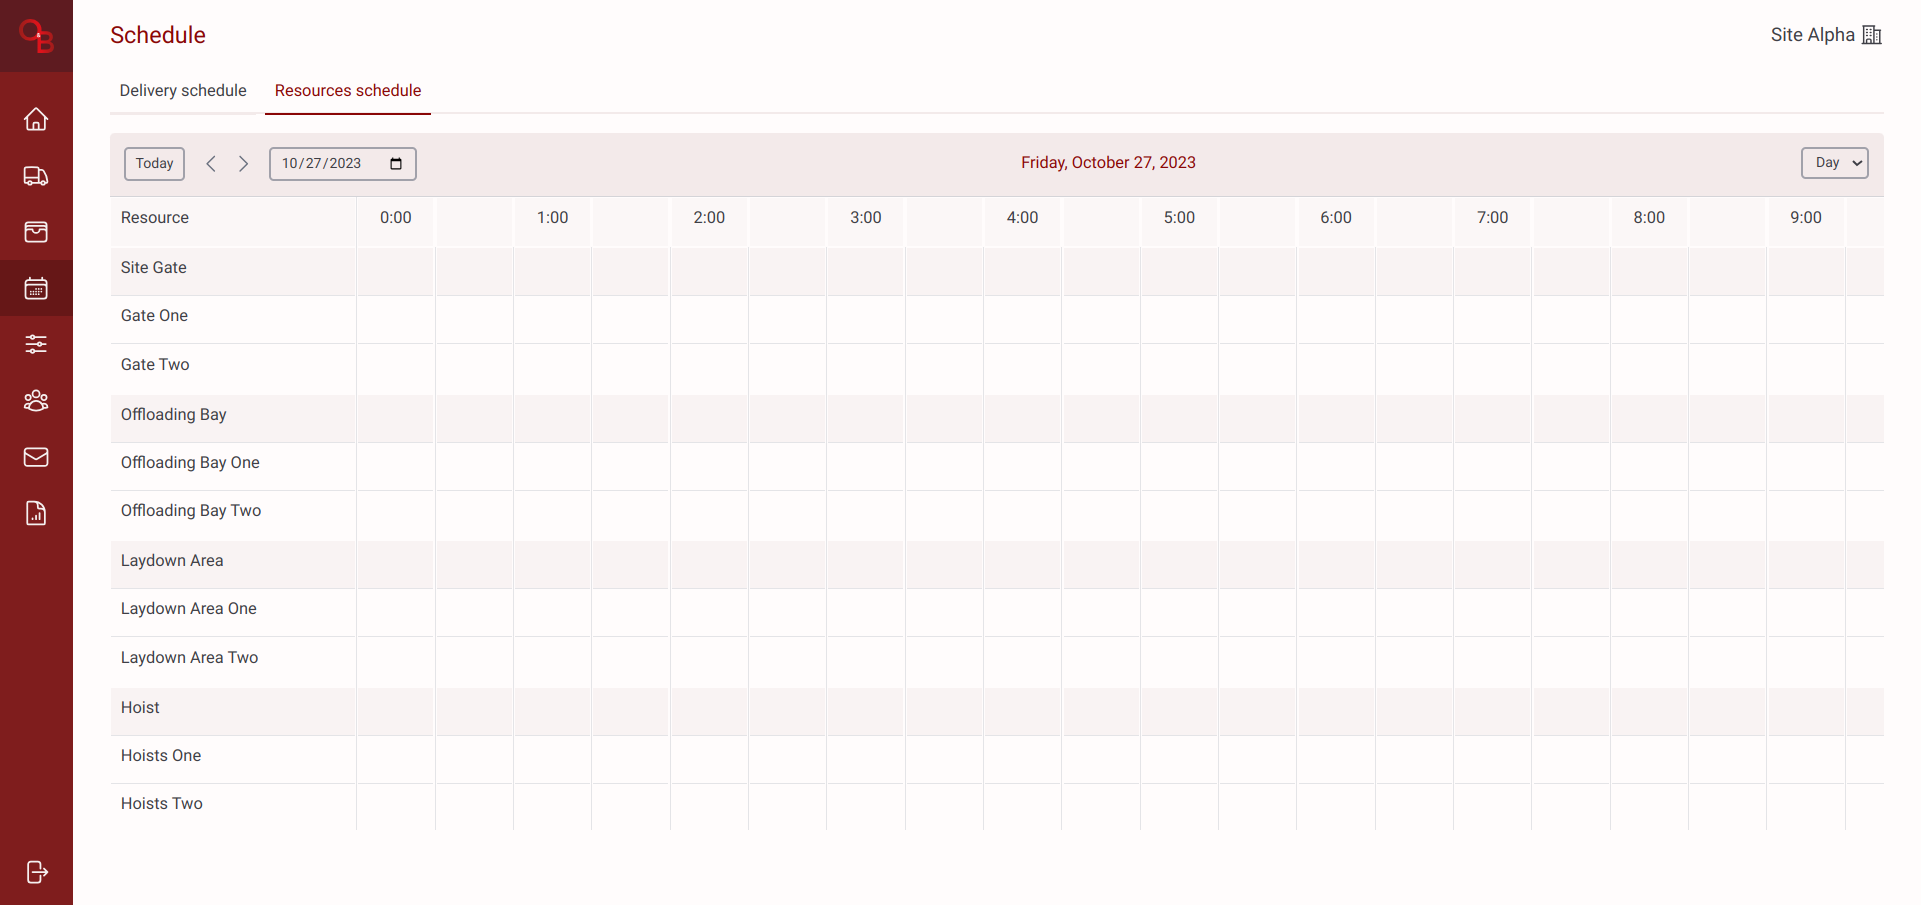 O&B
Schedule
Site Alpha
Delivery schedule Resources schedule
Today 10/27/2023 Friday, October 27, 2023 Day
Resource 0:00 1:00 2:00 3:00 4:00 5:00 6:00 7:00 8:00 9:00
Site Gate
Gate One
Gate Two
Offloading Bay
Offloading Bay One
Offloading Bay Two
Laydown Area
Laydown Area One
Laydown Area Two
Hoist
Hoists One
Hoists Two